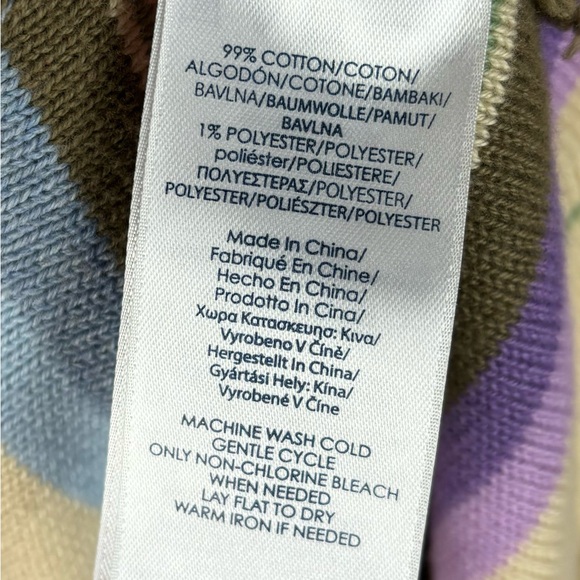 99% COTTON/COTON/
ALGODÓN/COTONE/BAMBAKI/
BAVLNA/BAUMWOLLE/PAMUT/
BAVLNA
1% POLYESTER/POLYESTER/
poliéster/POLIESTERE/
ΠΟΛΥΕΣΤΕΡΑΣ/POLYESTER/
POLYESTER/POLIÉSZTER/POLYESTER
Made In China/
Fabriqué En Chine/
Hecho En China/
Prodotto In Cina/
Χωρα Κατασκευησ: Κινα/
Vyrobeno V Číně/
Hergestellt In China/
Gyártási Hely: Kína/
Vyrobené V Číne
MACHINE WASH COLD
GENTLE CYCLE
ONLY NON-CHLORINE BLEACH
WHEN NEEDED
LAY FLAT TO DRY
WARM IRON IF NEEDED